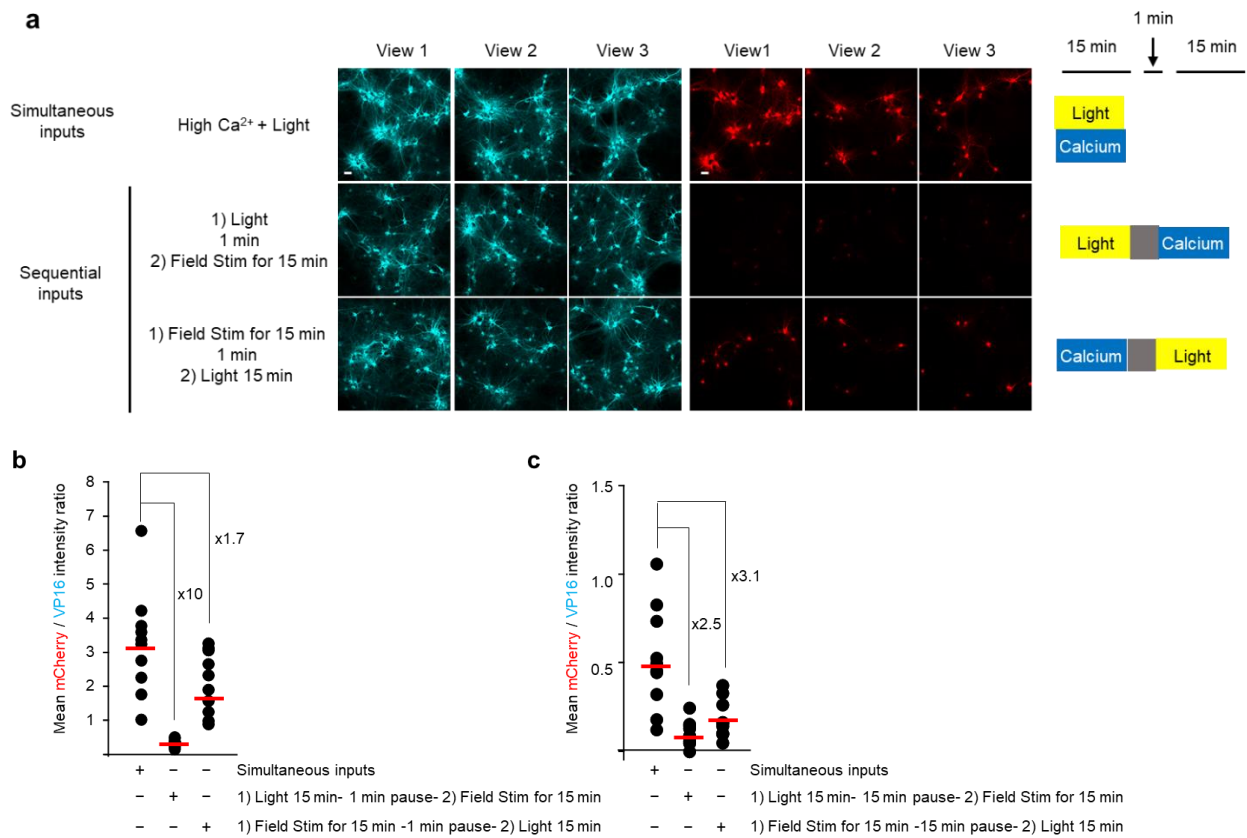 a
1 min
View 1 View 2 View 3 View1 View 2 View 3 15 min 15 min
Simultaneous
inputs
High Ca²⁺ + Light
Light
Calcium
Sequential
inputs
1) Light
1 min
2) Field Stim for 15 min
Light Calcium
1) Field Stim for 15 min
1 min
2) Light 15 min
Calcium Light
b
Mean mCherry / VP16 intensity ratio
8
7
6
5
4
3
2
1
x1.7
x10
+ – – Simultaneous inputs
– + – 1) Light 15 min- 1 min pause- 2) Field Stim for 15 min
– – + 1) Field Stim for 15 min -1 min pause- 2) Light 15 min
c
Mean mCherry / VP16 intensity ratio
1.5
1.0
0.5
0
x3.1
x2.5
+ – – Simultaneous inputs
– + – 1) Light 15 min- 15 min pause- 2) Field Stim for 15 min
– – + 1) Field Stim for 15 min -15 min pause- 2) Light 15 min